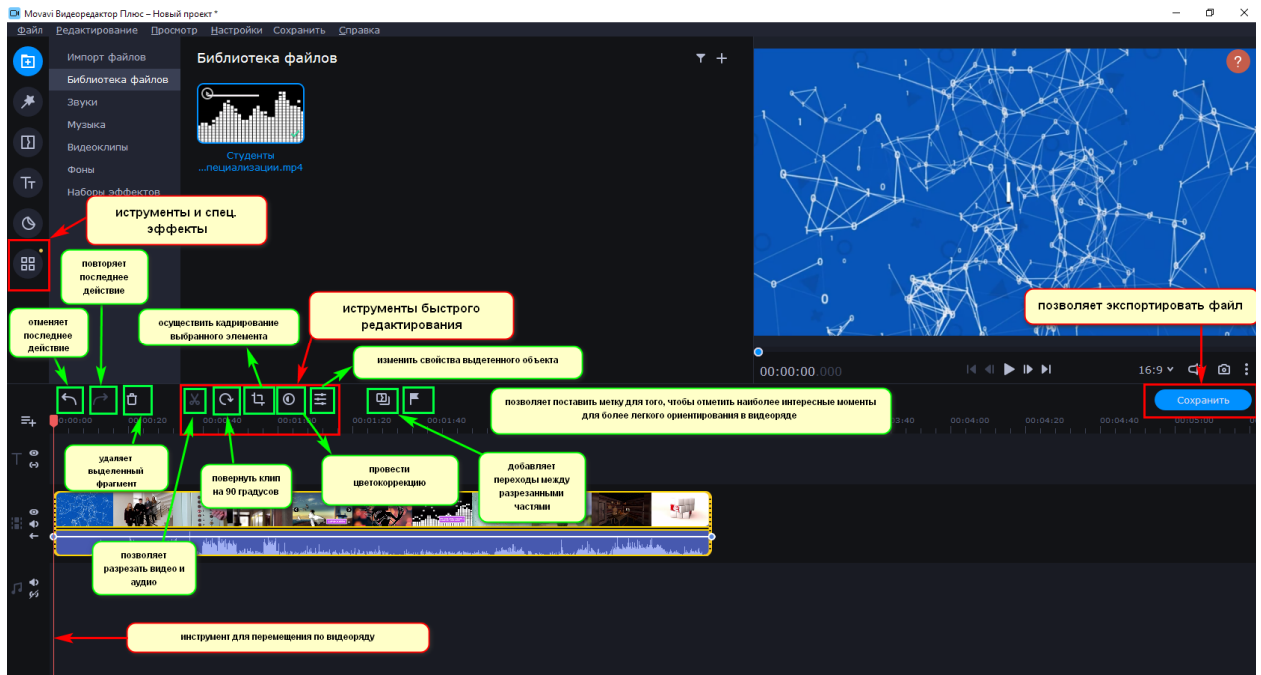 Movavi Видеоредактор Плюс – Новый проект *
Файл Редактирование Просмотр Настройки Сохранить Справка
Импорт файлов
Библиотека файлов
Звуки
Музыка
Видеоклипы
Фоны
Наборы эффектов
Библиотека файлов
Студенты
...пециализации.mp4
?
иструменты и спец.
эффекты
повторяет
последнее
действие
отменяет
последнее
действие
осуществить кадрирование
выбранного элемента
иструменты быстрого
редактирования
изменить свойства выдетенного объекта
позволяет экспортировать файл
00:00:00.000
16:9
позволяет поставить метку для того, чтобы отметить наиболее интересные моменты
для более легкого ориентирования в видеоряде
Сохранить
0:00:00 00:00:20 00:00:40 00:01:00 00:01:20 00:01:40 3:40 00:04:00 00:04:20 00:04:40 00:05:00
удаляет
выделенный
фрагмент
повернуть клип
на 90 градусов
провести
цветокоррекцию
добавляет
переходы между
разрезанными
частями
позволяет
разрезать видео и
аудио
инструмент для перемещения по видеоряду